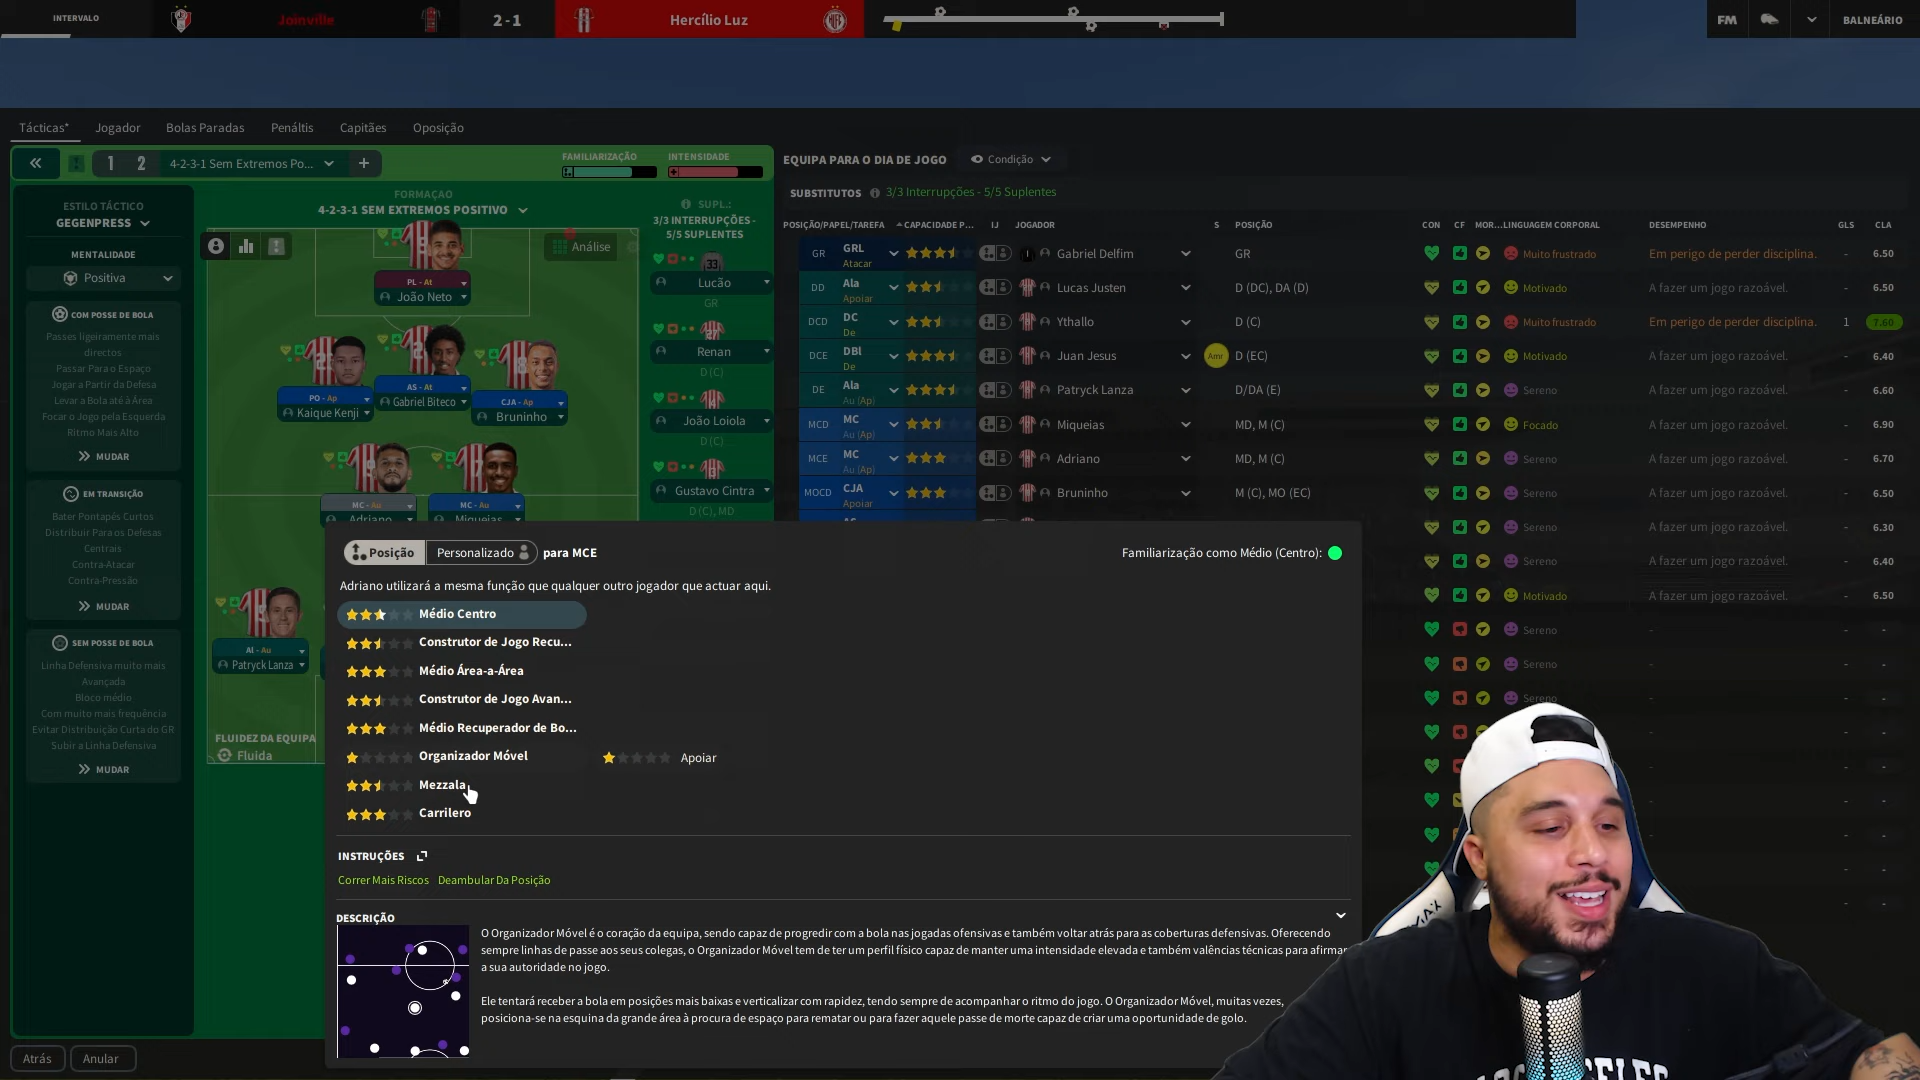 INTERVALO
Joinville
2 - 1
Hercílio Luz
FM
BALNEÁRIO
Tácticas*
Jogador
Bolas Paradas
Penáltis
Capitães
Oposição
1 2
4-2-3-1 Sem Extremos Po...
FAMILIARIZAÇÃO
INTENSIDADE
ESTILO TÁCTICO
GEGENPRESS
MENTALIDADE
Positiva
COM POSSE DE BOLA
Passes ligeiramente mais
directos
Passar Para o Espaço
Jogar a Partir da Defesa
Levar a Bola até à Área
Focar o Jogo pela Esquerda
Ritmo Mais Alto
MUDAR
EM TRANSIÇÃO
Bater Pontapés Curtos
Distribuir Para os Defesas
Centrais
Contra-Atacar
Contra-Pressão
MUDAR
SEM POSSE DE BOLA
Linha Defensiva muito mais
Avançada
Bloco médio
Com muito mais frequência
Evitar Distribuição Curta do GR
Subir a Linha Defensiva
MUDAR
FORMAÇÃO
4-2-3-1 SEM EXTREMOS POSITIVO
Análise
PL - At
João Neto
PO - Ap
Kaique Kenji
AS - At
Gabriel Biteco
CJA - Ap
Bruninho
MC - Au
Adriano
MC - Au
Miqueias
Al - Au
Patryck Lanza
FLUIDEZ DA EQUIPA
Fluida
SUPL.:
3/3 INTERRUPÇÕES -
5/5 SUPLENTES
33
Lucão
GR
Renan
D (C)
João Loiola
D (C)
Gustavo Cintra
D (C), MD
EQUIPA PARA O DIA DE JOGO
Condição
SUBSTITUTOS
3/3 Interrupções - 5/5 Suplentes
POSIÇÃO/PAPEL/TAREFA
CAPACIDADE P...
IJ
JOGADOR
S
POSIÇÃO
CON
CF
MOR...
LINGUAGEM CORPORAL
DESEMPENHO
GLS
CLA
GR GRL Atacar Gabriel Delfim GR Muito frustrado Em perigo de perder disciplina. - 6.50
DD Ala Apoiar Lucas Justen D (DC), DA (D) Motivado A fazer um jogo razoável. - 6.50
DCD DC De Ythallo D (C) Muito frustrado Em perigo de perder disciplina. 1 7.60
DCE DBl De Juan Jesus Amr D (EC) Motivado A fazer um jogo razoável. - 6.40
DE Ala Au (Ap) Patryck Lanza D/DA (E) Sereno A fazer um jogo razoável. - 6.60
MCD MC Au (Ap) Miqueias MD, M (C) Focado A fazer um jogo razoável. - 6.90
MCE MC Au (Ap) Adriano MD, M (C) Sereno A fazer um jogo razoável. - 6.70
MOCD CJA Apoiar Bruninho M (C), MO (EC) Sereno A fazer um jogo razoável. - 6.50
Sereno A fazer um jogo razoável. - 6.30
Sereno A fazer um jogo razoável. - 6.40
Motivado A fazer um jogo razoável. - 6.50
Sereno - - -
Sereno - - -
Sereno - - -
Posição
Personalizado
para MCE
Familiarização como Médio (Centro):
Adriano utilizará a mesma função que qualquer outro jogador que actuar aqui.
Médio Centro
Construtor de Jogo Recu...
Médio Área-a-Área
Construtor de Jogo Avan...
Médio Recuperador de Bo...
Organizador Móvel
Apoiar
Mezzala
Carrilero
INSTRUÇÕES
Correr Mais Riscos Deambular Da Posição
DESCRIÇÃO
O Organizador Móvel é o coração da equipa, sendo capaz de progredir com a bola nas jogadas ofensivas e também voltar atrás para as coberturas defensivas. Oferecendo
sempre linhas de passe aos seus colegas, o Organizador Móvel tem de ter um perfil físico capaz de manter uma intensidade elevada e também valências técnicas para afirmar
a sua autoridade no jogo.
Ele tentará receber a bola em posições mais baixas e verticalizar com rapidez, tendo sempre de acompanhar o ritmo do jogo. O Organizador Móvel, muitas vezes,
posiciona-se na esquina da grande área à procura de espaço para rematar ou para fazer aquele passe de morte capaz de criar uma oportunidade de golo.
Atrás
Anular